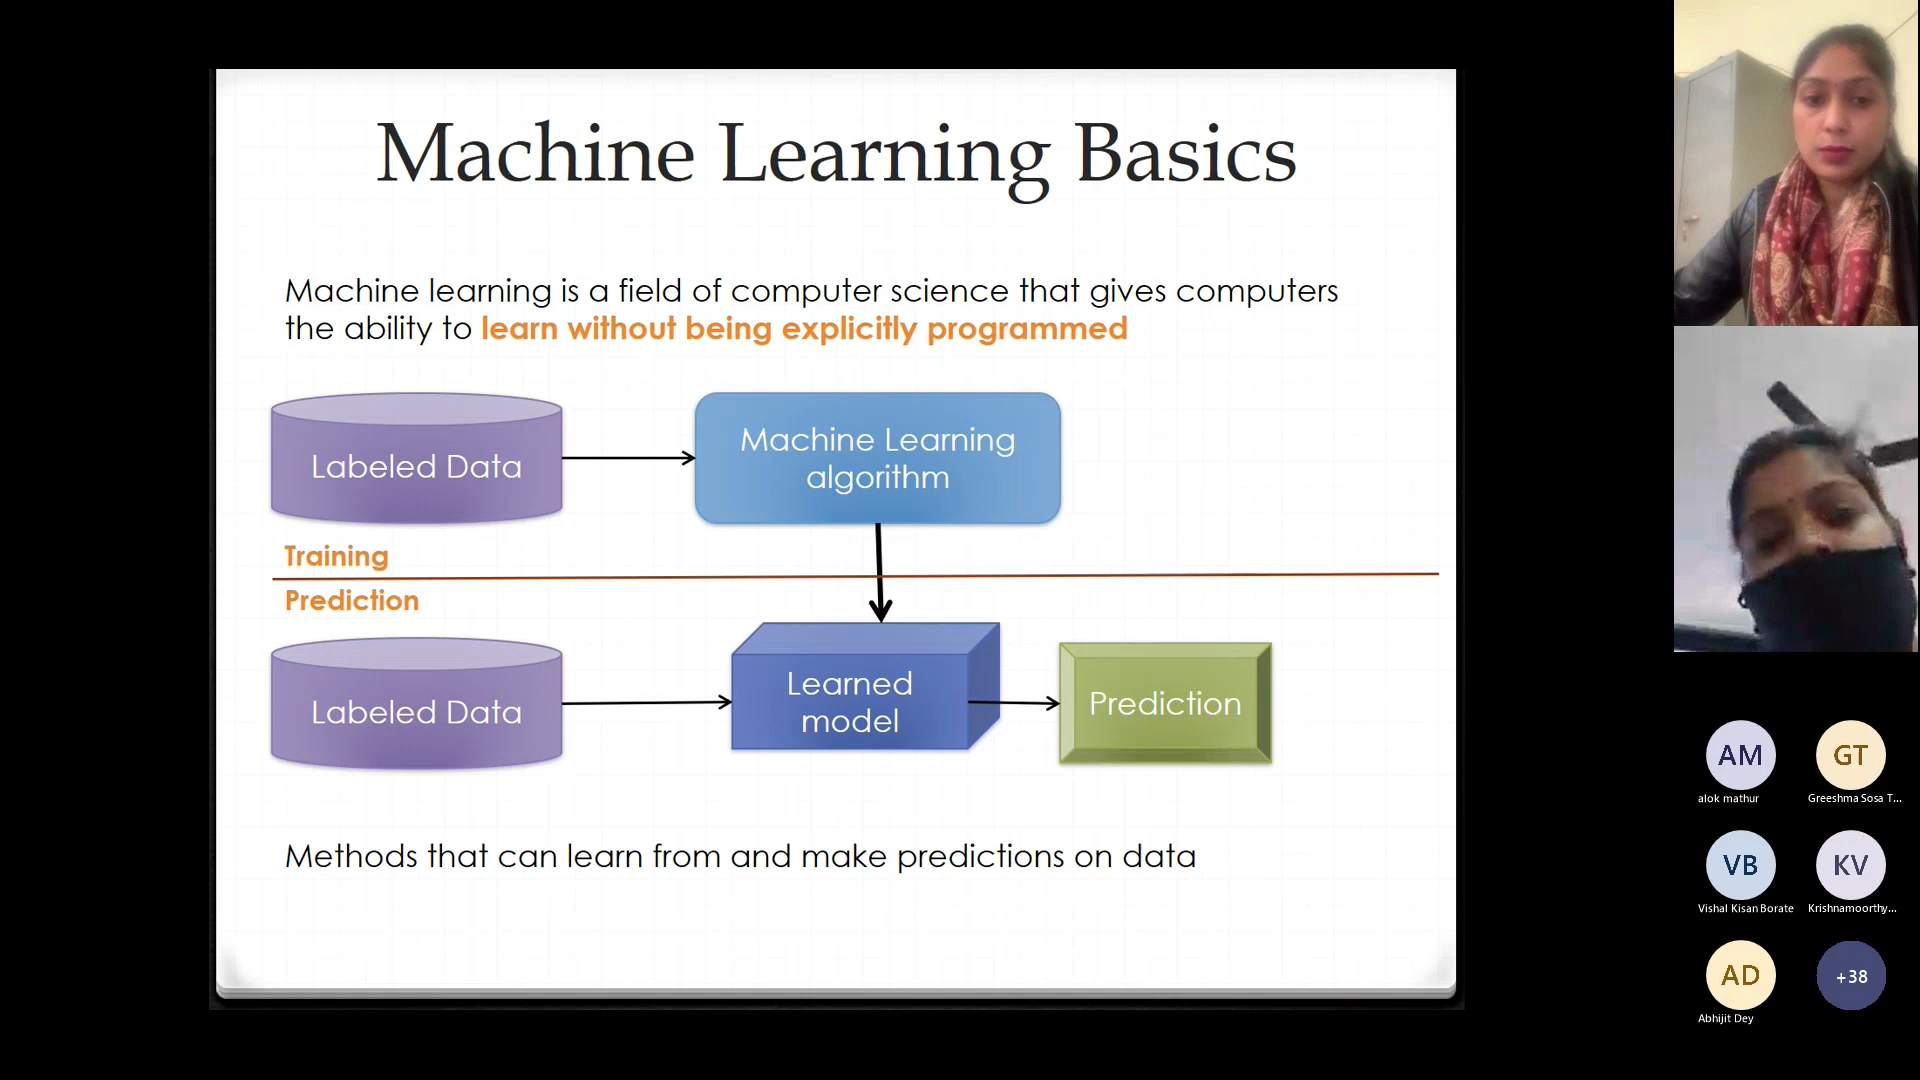 Machine Learning Basics
Machine learning is a field of computer science that gives computers
the ability to learn without being explicitly programmed
Labeled Data
Machine Learning
algorithm
Training
Prediction
Labeled Data
Learned
model
Prediction
Methods that can learn from and make predictions on data
AM
GT
alok mathur
Greeshma Sosa T...
VB
KV
Vishal Kisan Borate
Krishnamoorthy...
AD
+38
Abhijit Dey